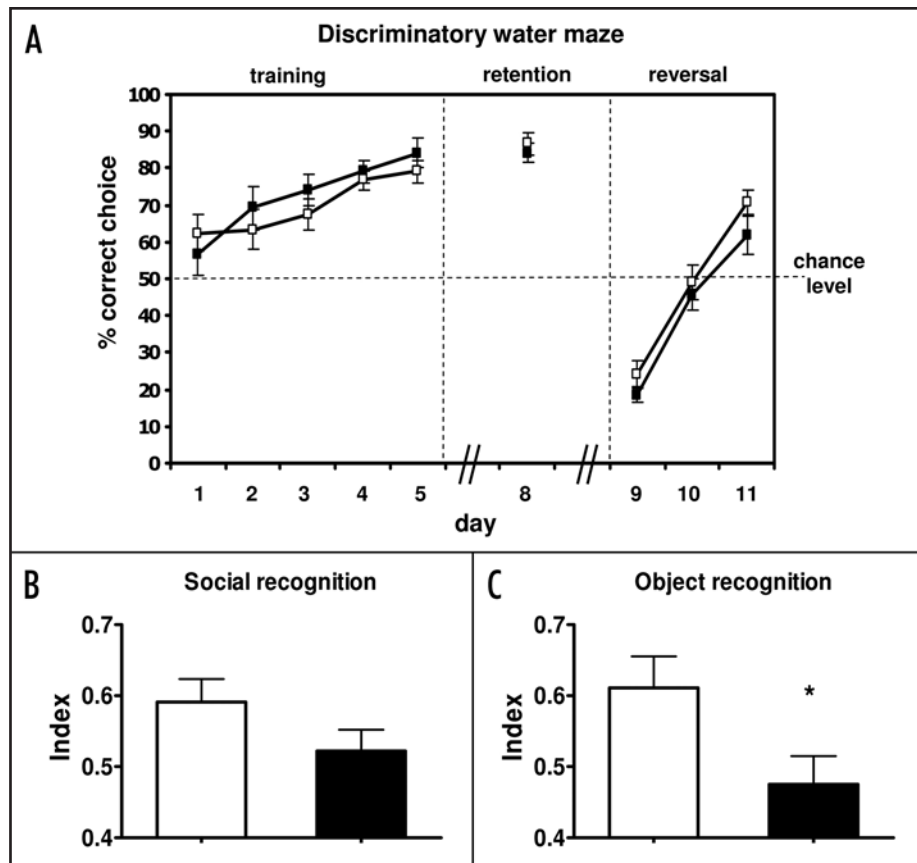 A
Discriminatory water maze
training retention reversal
100
90
80
70
60
50
40
30
20
10
0
% correct choice
chance
level
1 2 3 4 5 8 9 10 11
day
B
Social recognition
0.7
0.6
0.5
0.4
Index
C
Object recognition
0.7
0.6
0.5
0.4
Index
*